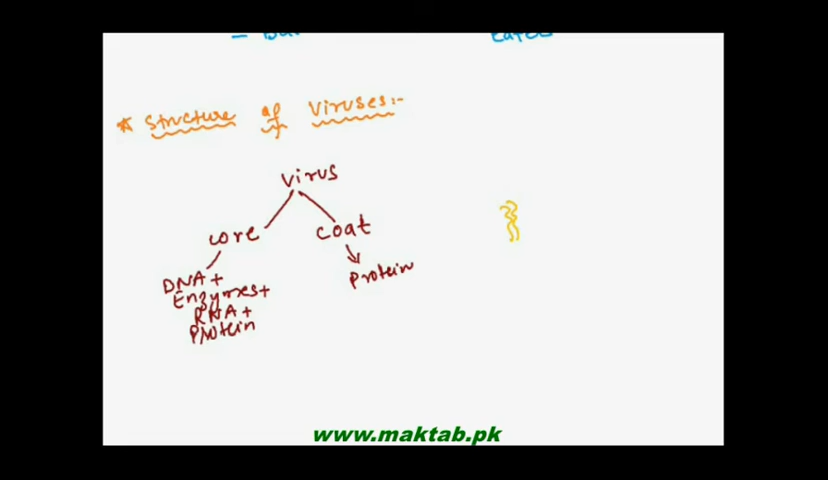 * Structure of Viruses:-
Virus
core
coat
DNA+
Enzymes+
RNA+
Protein
Protein
www.maktab.pk